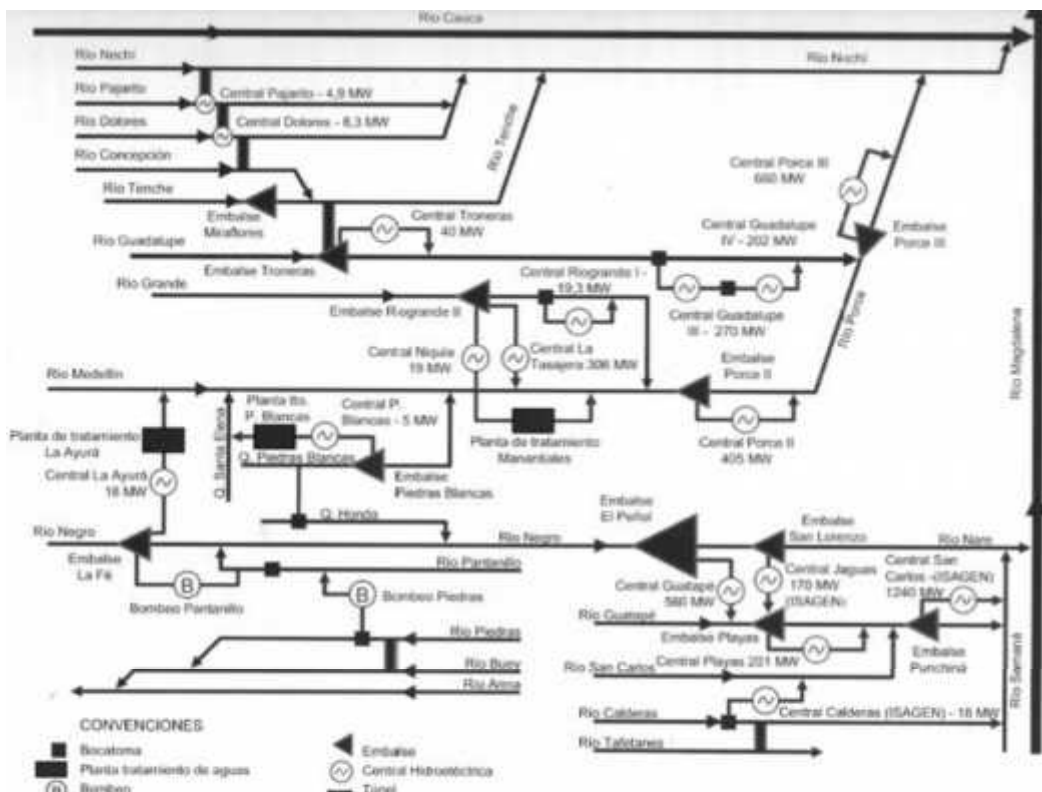 Río Cauca
Río Nechí
Río Nechí
Río Pajarito
Central Pajarito - 4,9 MW
Río Dolores
Central Dolores - 8,3 MW
Río Concepción
Río Tenche
Río Tenche
Embalse
Miraflores
Central Troneras
40 MW
Río Guadalupe
Embalse Troneras
Central Porce III
660 MW
Central Guadalupe
IV - 202 MW
Embalse
Porce III
Río Grande
Embalse Riogrande II
Central Riogrande I -
19,3 MW
Central Guadalupe
III - 270 MW
Río Porce
Río Magdalena
Central Niquía
19 MW
Central La
Tasajera 306 MW
Embalse
Porce II
Río Medellín
Planta de tratamiento
La Ayurá
Central La Ayurá
18 MW
Q. Santa Elena
Planta tto.
P. Blancas
Central P.
Blancas - 5 MW
Q. Piedras Blancas
Embalse
Piedras Blancas
Planta de tratamiento
Manantiales
Central Porce II
405 MW
Q. Honda
Río Negro
Río Negro
Embalse
La Fé
Bombeo Pantanillo
Río Pantanillo
B
B
Bombeo Piedras
Embalse
El Peñol
Embalse
San Lorenzo
Río Nare
Central Guatapé
560 MW
Central Jaguas
170 MW
(ISAGEN)
Central San
Carlos -(ISAGEN)
1240 MW
Río Guatapé
Embalse Playas
Central Playas 201 MW
Embalse
Punchiná
Río Samaná
Río Piedras
Río Buey
Río Arma
Río San Carlos
Río Calderas
Central Calderas (ISAGEN) - 18 MW
Río Tafetanes
CONVENCIONES
Bocatoma
Planta tratamiento de aguas
B
Bombeo
Embalse
Central Hidroeléctrica
Túnel